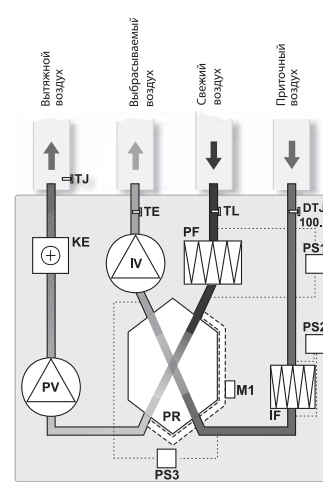 Вытяжной
воздух
Выбрасываемый
воздух
Свежий
воздух
Приточный
воздух
TJ
TE
TL
DTJ
100.
KE
IV
PF
PS1
PS2
PV
PR
M1
IF
PS3